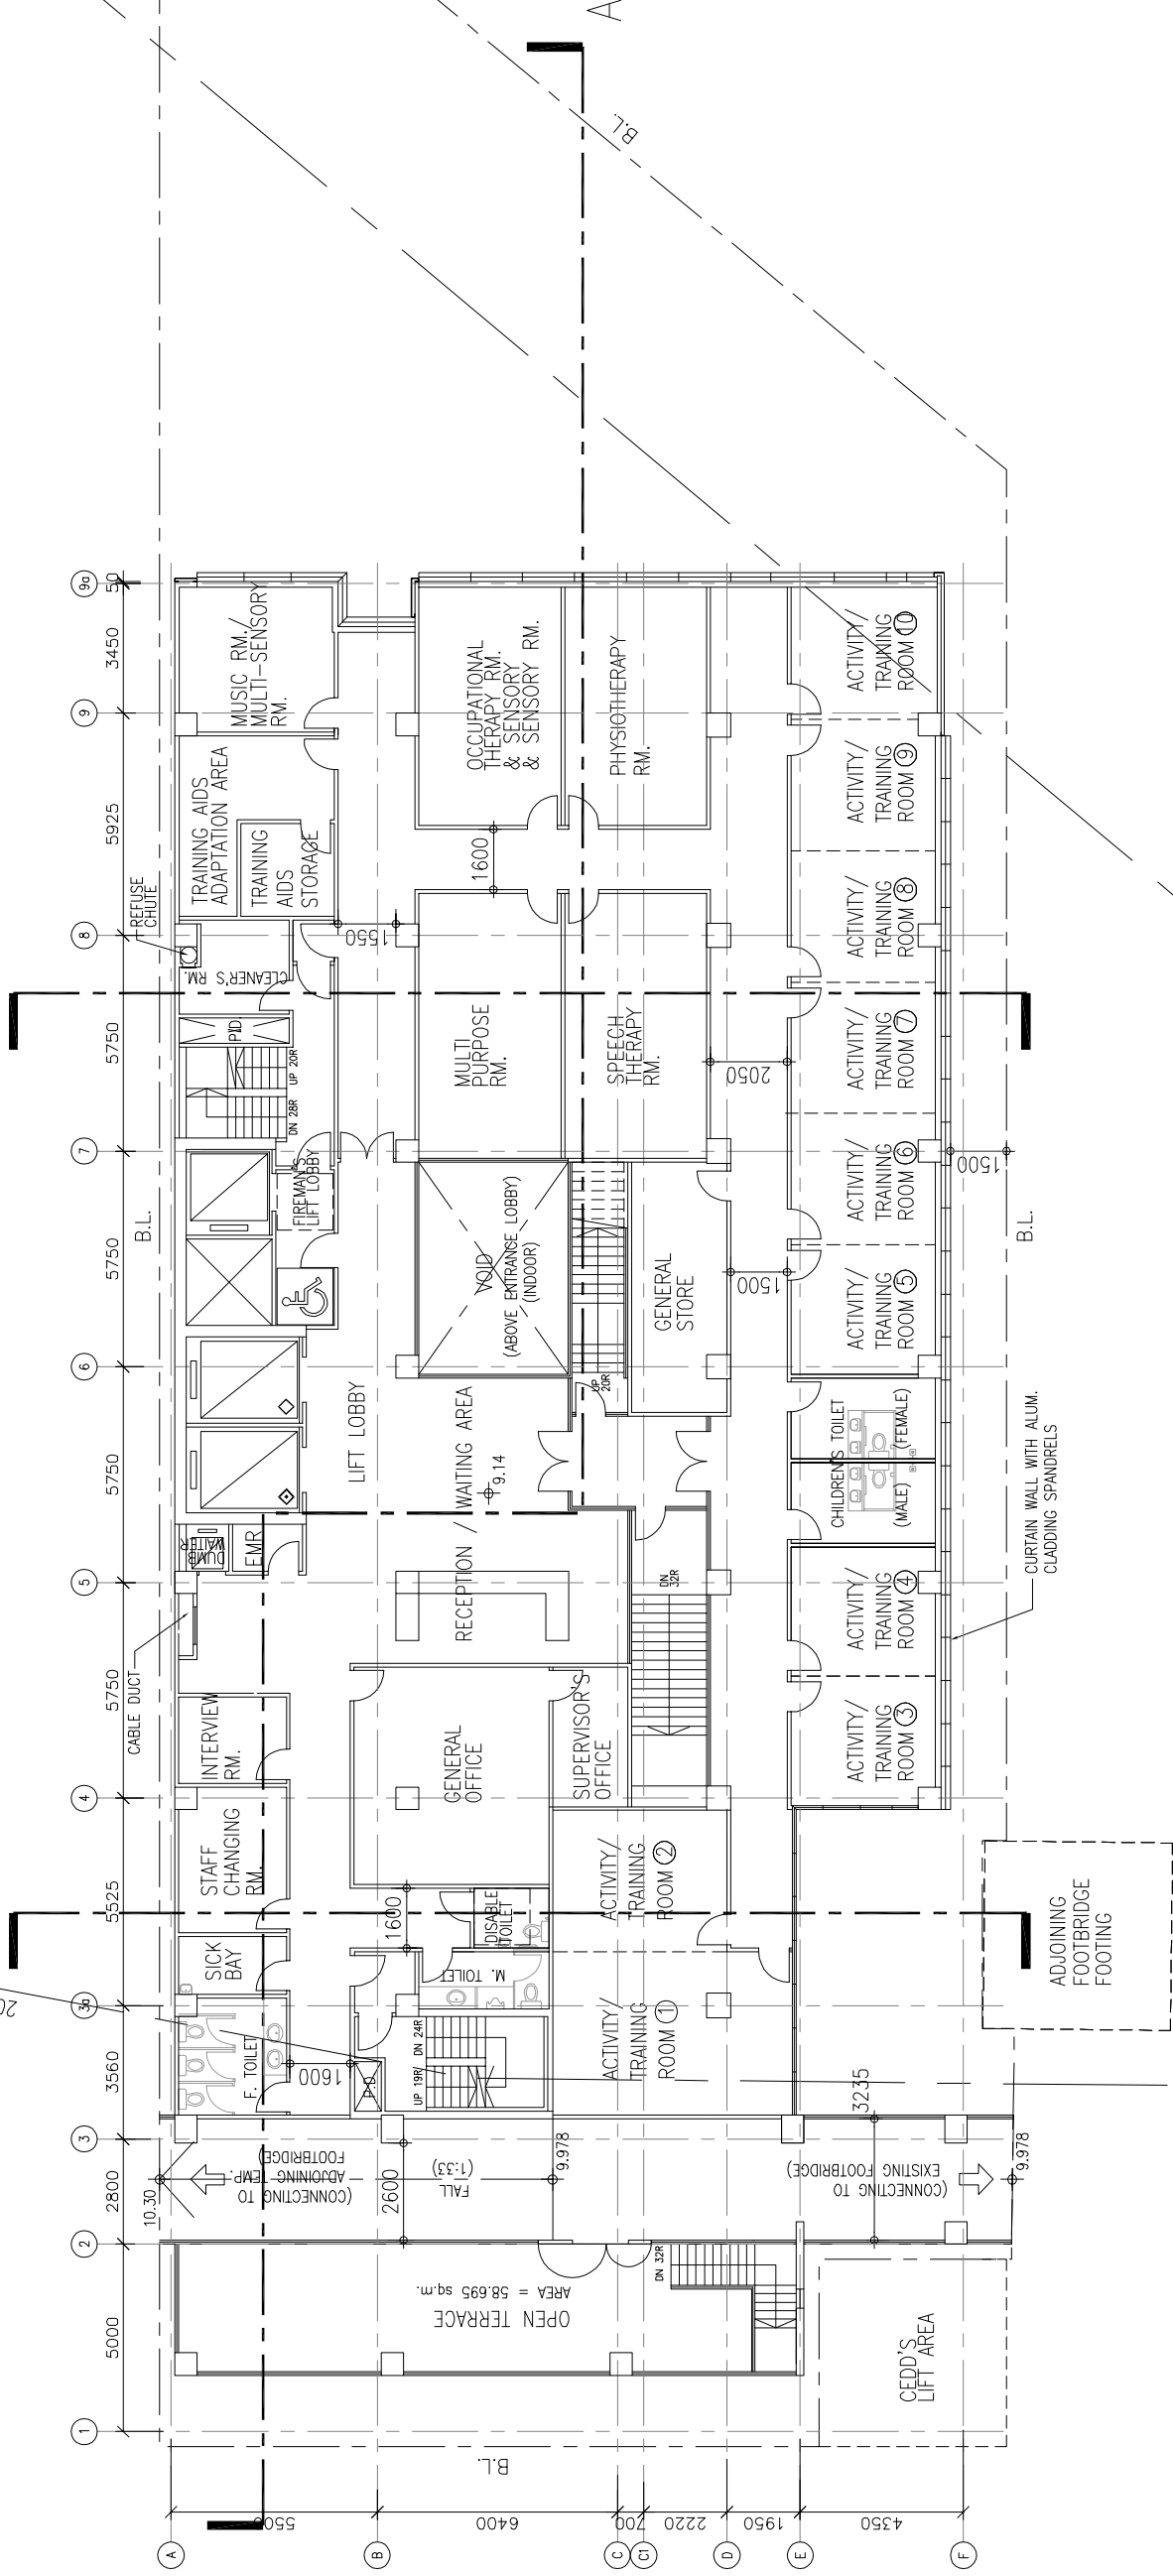 A
B.L.
9a
50
3450
9
5925
8
5750
7
5750
6
5750
5
5750
4
5525
3a
3560
3
2800
2
5000
1
MUSIC RM./
MULTI-SENSORY
RM.
TRAINING AIDS
ADAPTATION AREA
TRAINING
AIDS
STORAGE
REFUSE
CHUTE
CLEANER'S RM.
P.D.
DN 28R
UP 20R
1550
OCCUPATIONAL
THERAPY RM.
& SENSORY
& SENSORY RM.
PHYSIOTHERAPY
RM.
1600
MULTI
PURPOSE
RM.
SPEECH
THERAPY
RM.
ACTIVITY/
TRAINING
ROOM 10
ACTIVITY/
TRAINING
ROOM 9
ACTIVITY/
TRAINING
ROOM 8
ACTIVITY/
TRAINING
ROOM 7
ACTIVITY/
TRAINING
ROOM 6
ACTIVITY/
TRAINING
ROOM 5
2050
1500
1500
B.L.
B.L.
FIREMAN'S
LIFT LOBBY
VOID
(ABOVE ENTRANCE LOBBY)
(INDOOR)
GENERAL
STORE
UP
20R
LIFT LOBBY
RECEPTION / WAITING AREA
9.14
CHILDREN'S TOILET
(MALE)
(FEMALE)
CURTAIN WALL WITH ALUM.
CLADDING SPANDRELS
DUMB
WAITER
EMR
CABLE DUCT
DN
32R
ACTIVITY/
TRAINING
ROOM 4
ACTIVITY/
TRAINING
ROOM 3
INTERVIEW
RM.
GENERAL
OFFICE
SUPERVISOR'S
OFFICE
STAFF
CHANGING
RM.
SICK
BAY
1600
DISABLE
TOILET
M. TOILET
ACTIVITY/
TRAINING
ROOM 2
ACTIVITY/
TRAINING
ROOM 1
ADJOINING
FOOTBRIDGE
FOOTING
20
F. TOILET
1600
P.D.
UP 19R/
DN 24R
3235
10.30
(CONNECTING TO
ADJOINING TEMP.
FOOTBRIDGE)
2600
FALL
(1:33)
9.978
(CONNECTING TO
EXISTING FOOTBRIDGE)
9.978
OPEN TERRACE
AREA = 58.695 sq.m.
DN 32R
CEDD'S
LIFT AREA
B.L.
5500
6400
700
2220
1950
4350
A
B
C
C1
D
E
F